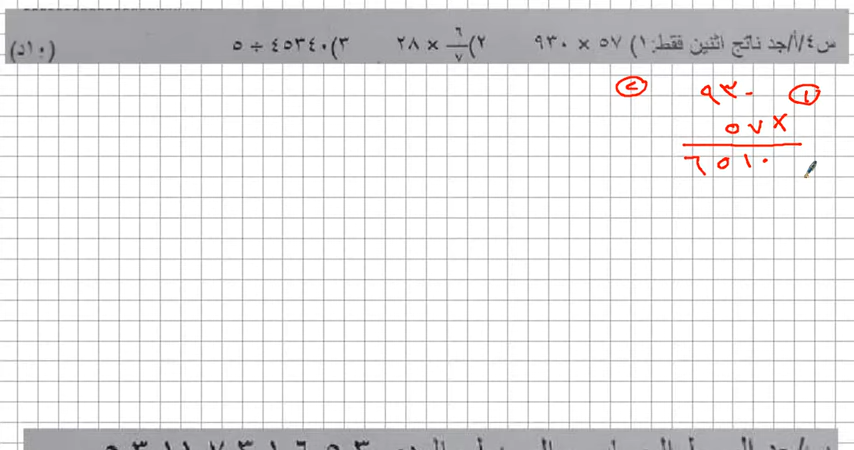 س٤/أ/جد ناتج اثنين فقط: ١) ٥٧ × ٩٣٠ ٢) ٦/٧ × ٢٨ ٣) ٤٥٣٤٠ ÷ ٥ (١٠د)
① ٩٣٠ ②
× ٥٧
٦٥١٠